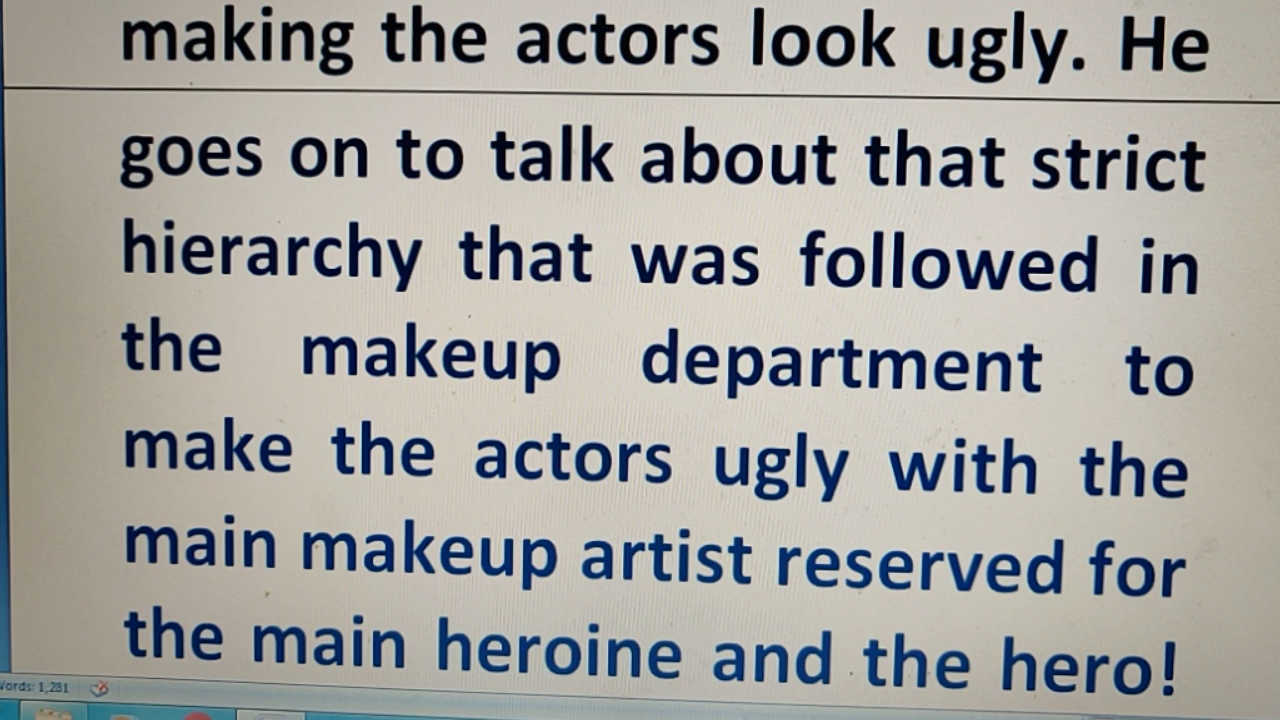 making the actors look ugly. He
goes on to talk about that strict
hierarchy that was followed in
the makeup department to
make the actors ugly with the
main makeup artist reserved for
the main heroine and the hero!
Words: 1,281